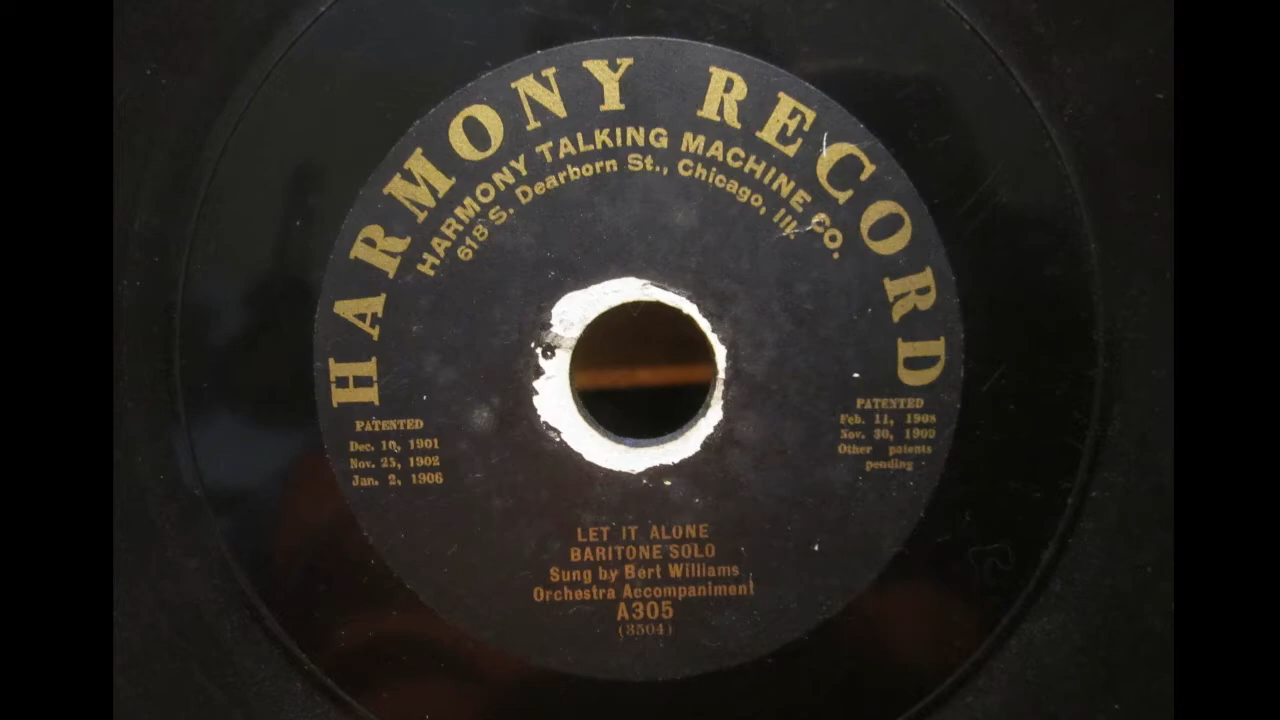 HARMONY RECORD
HARMONY TALKING MACHINE CO.
618 S. Dearborn St., Chicago, Ill.
PATENTED
Dec. 10, 1901
Nov. 25, 1902
Jan. 2, 1906
PATENTED
Feb. 11, 1908
Nov. 30, 1909
Other patents
pending
LET IT ALONE
BARITONE SOLO
Sung by Bert Williams
Orchestra Accompaniment
A305
(3504)